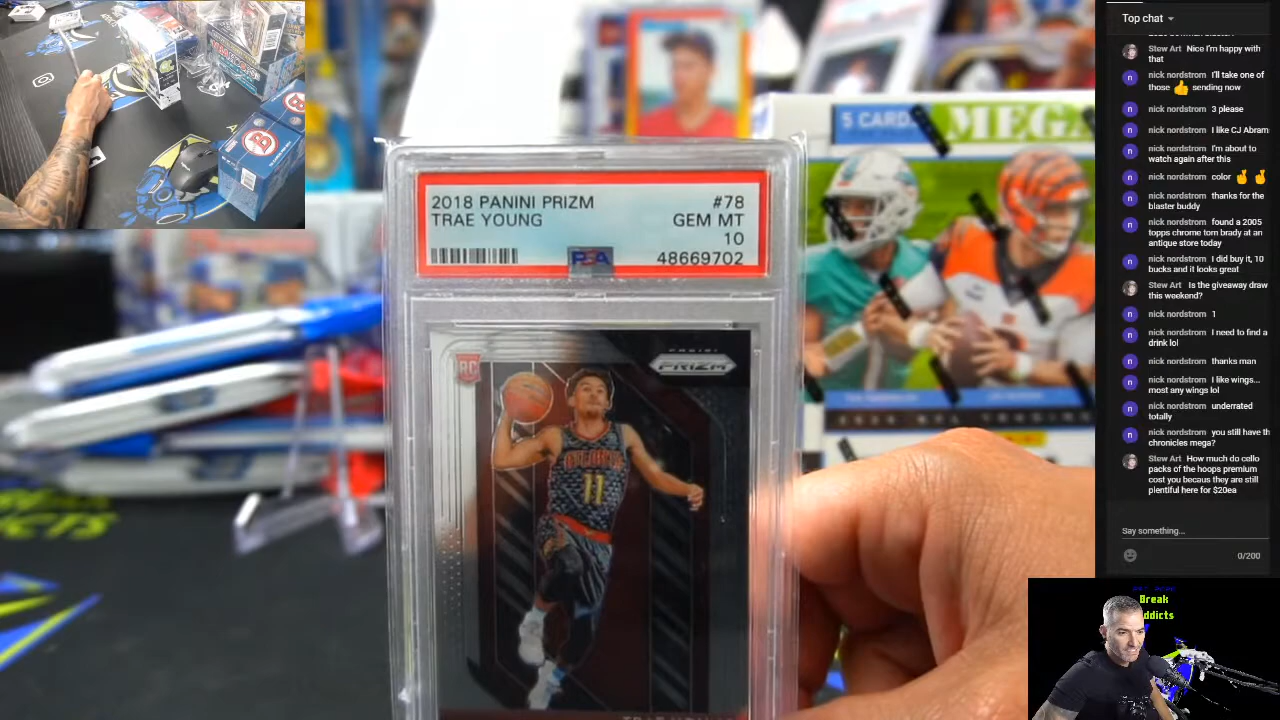 2018 PANINI PRIZM #78
TRAE YOUNG GEM MT
10
PSA 48669702
RC
PANINI
PRIZM
ATLANTA
11
5 CARD
MEGA
Top chat
Stew Art Nice I'm happy with
that
nick nordstrom I'll take one of
those 👍 sending now
nick nordstrom 3 please
nick nordstrom I like CJ Abram
nick nordstrom I'm about to
watch again after this
nick nordstrom color 🤞 🤞
nick nordstrom thanks for the
blaster buddy
nick nordstrom found a 2005
topps chrome tom brady at an
antique store today
nick nordstrom I did buy it, 10
bucks and it looks great
Stew Art Is the giveaway draw
this weekend?
nick nordstrom 1
nick nordstrom I need to find a
drink lol
nick nordstrom thanks man
nick nordstrom I like wings...
most any wings lol
nick nordstrom underrated
totally
nick nordstrom you still have th
chronicles mega?
Stew Art How much do cello
packs of the hoops premium
cost you becaus they are still
plentiful here for $20ea
Say something...
0/200
Break
ddicts